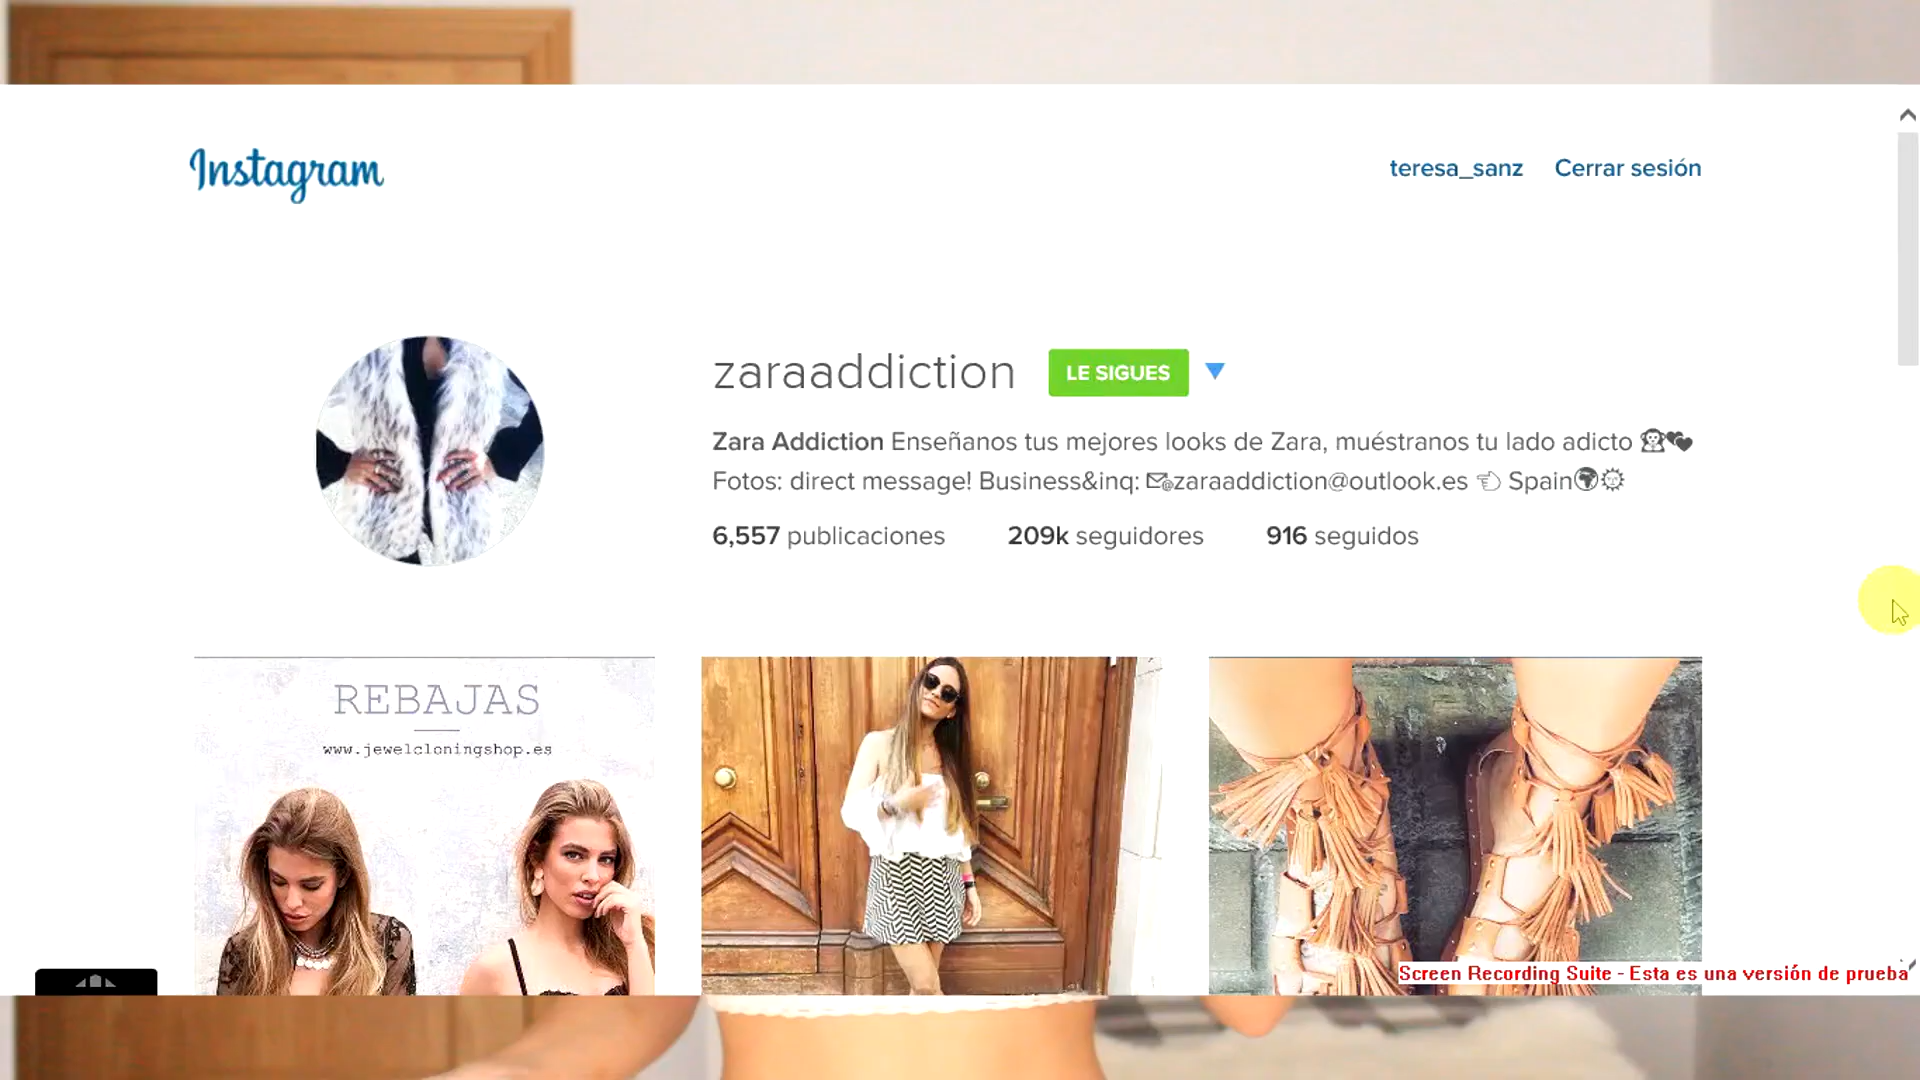 Instagram
teresa_sanz Cerrar sesión
zaraaddiction LE SIGUES
Zara Addiction Enseñanos tus mejores looks de Zara, muéstranos tu lado adicto
Fotos: direct message! Business&inq: zaraaddiction@outlook.es Spain
6,557 publicaciones 209k seguidores 916 seguidos
REBAJAS
www.jewelcloningshop.es
Screen Recording Suite - Esta es una versión de prueba